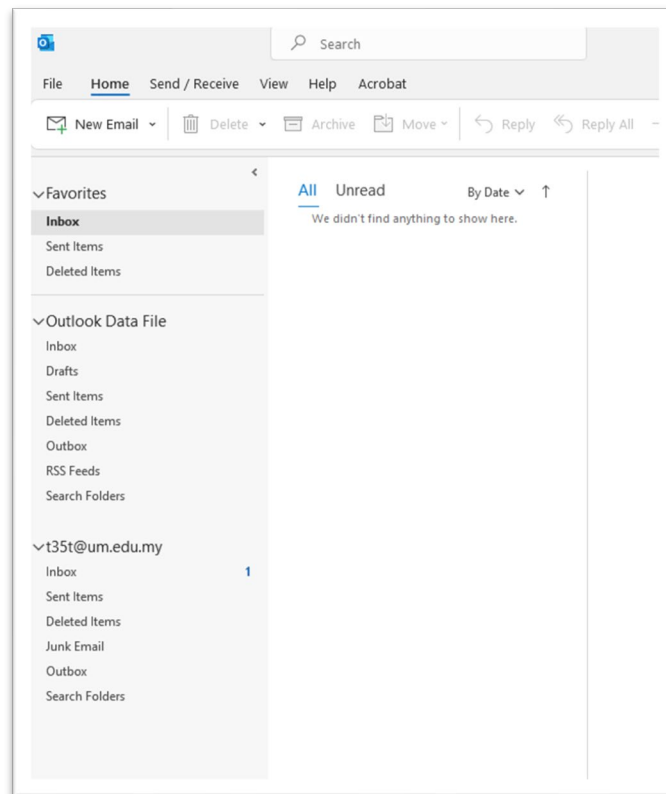 Search
File Home Send / Receive View Help Acrobat
New Email Delete Archive Move Reply Reply All
Favorites
Inbox
Sent Items
Deleted Items
Outlook Data File
Inbox
Drafts
Sent Items
Deleted Items
Outbox
RSS Feeds
Search Folders
t35t@um.edu.my
Inbox 1
Sent Items
Deleted Items
Junk Email
Outbox
Search Folders
All Unread By Date
We didn't find anything to show here.